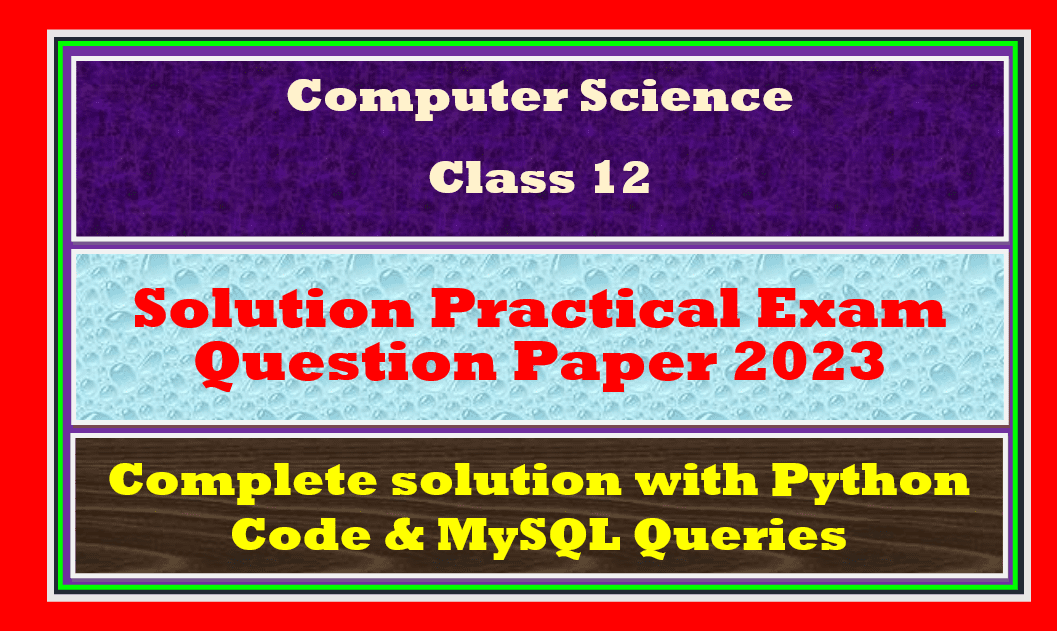 Computer Science
Class 12
Solution Practical Exam
Question Paper 2023
Complete solution with Python
Code & MySQL Queries